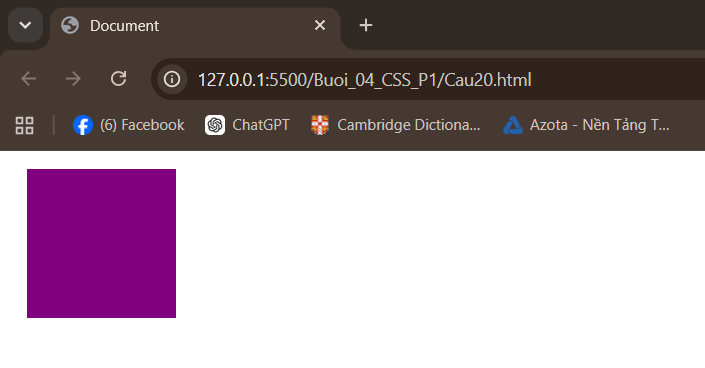 Document
127.0.0.1:5500/Buoi_04_CSS_P1/Cau20.html
(6) Facebook ChatGPT Cambridge Dictiona... Azota - Nền Tảng T...